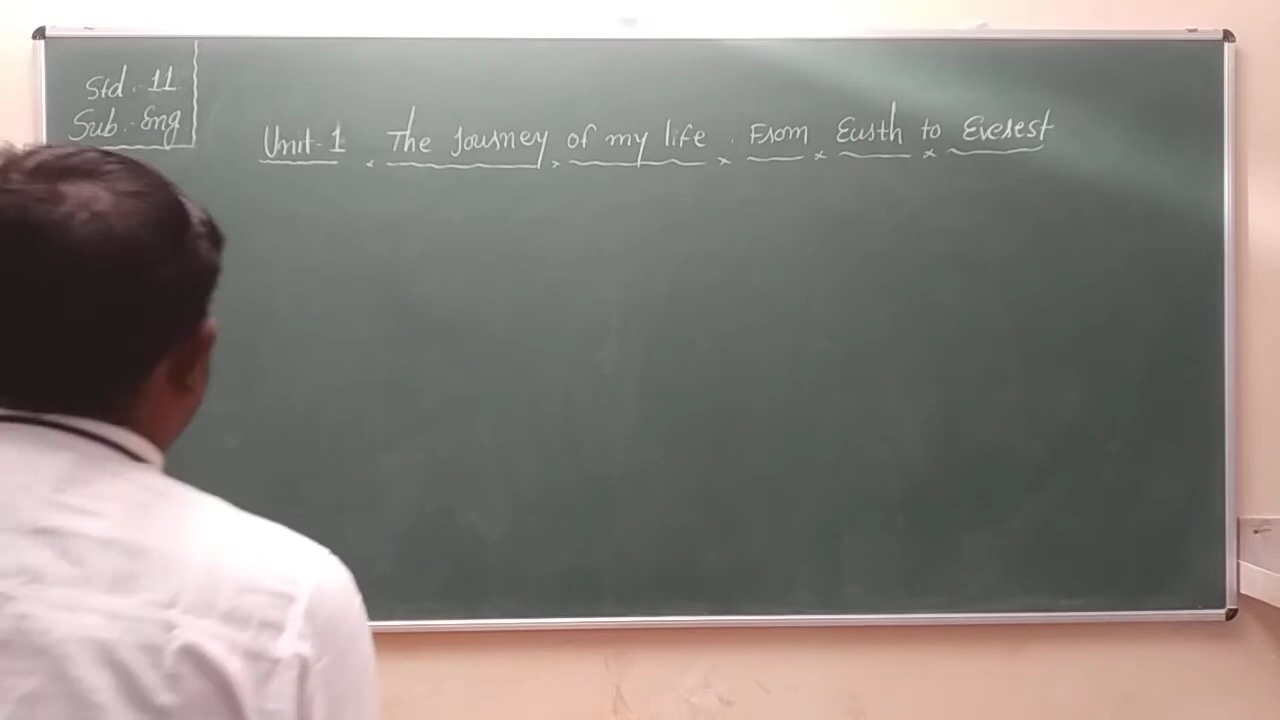 Std. 11
Sub.- Eng
Unit- 1 The Journey of my life . From Earth to Everest